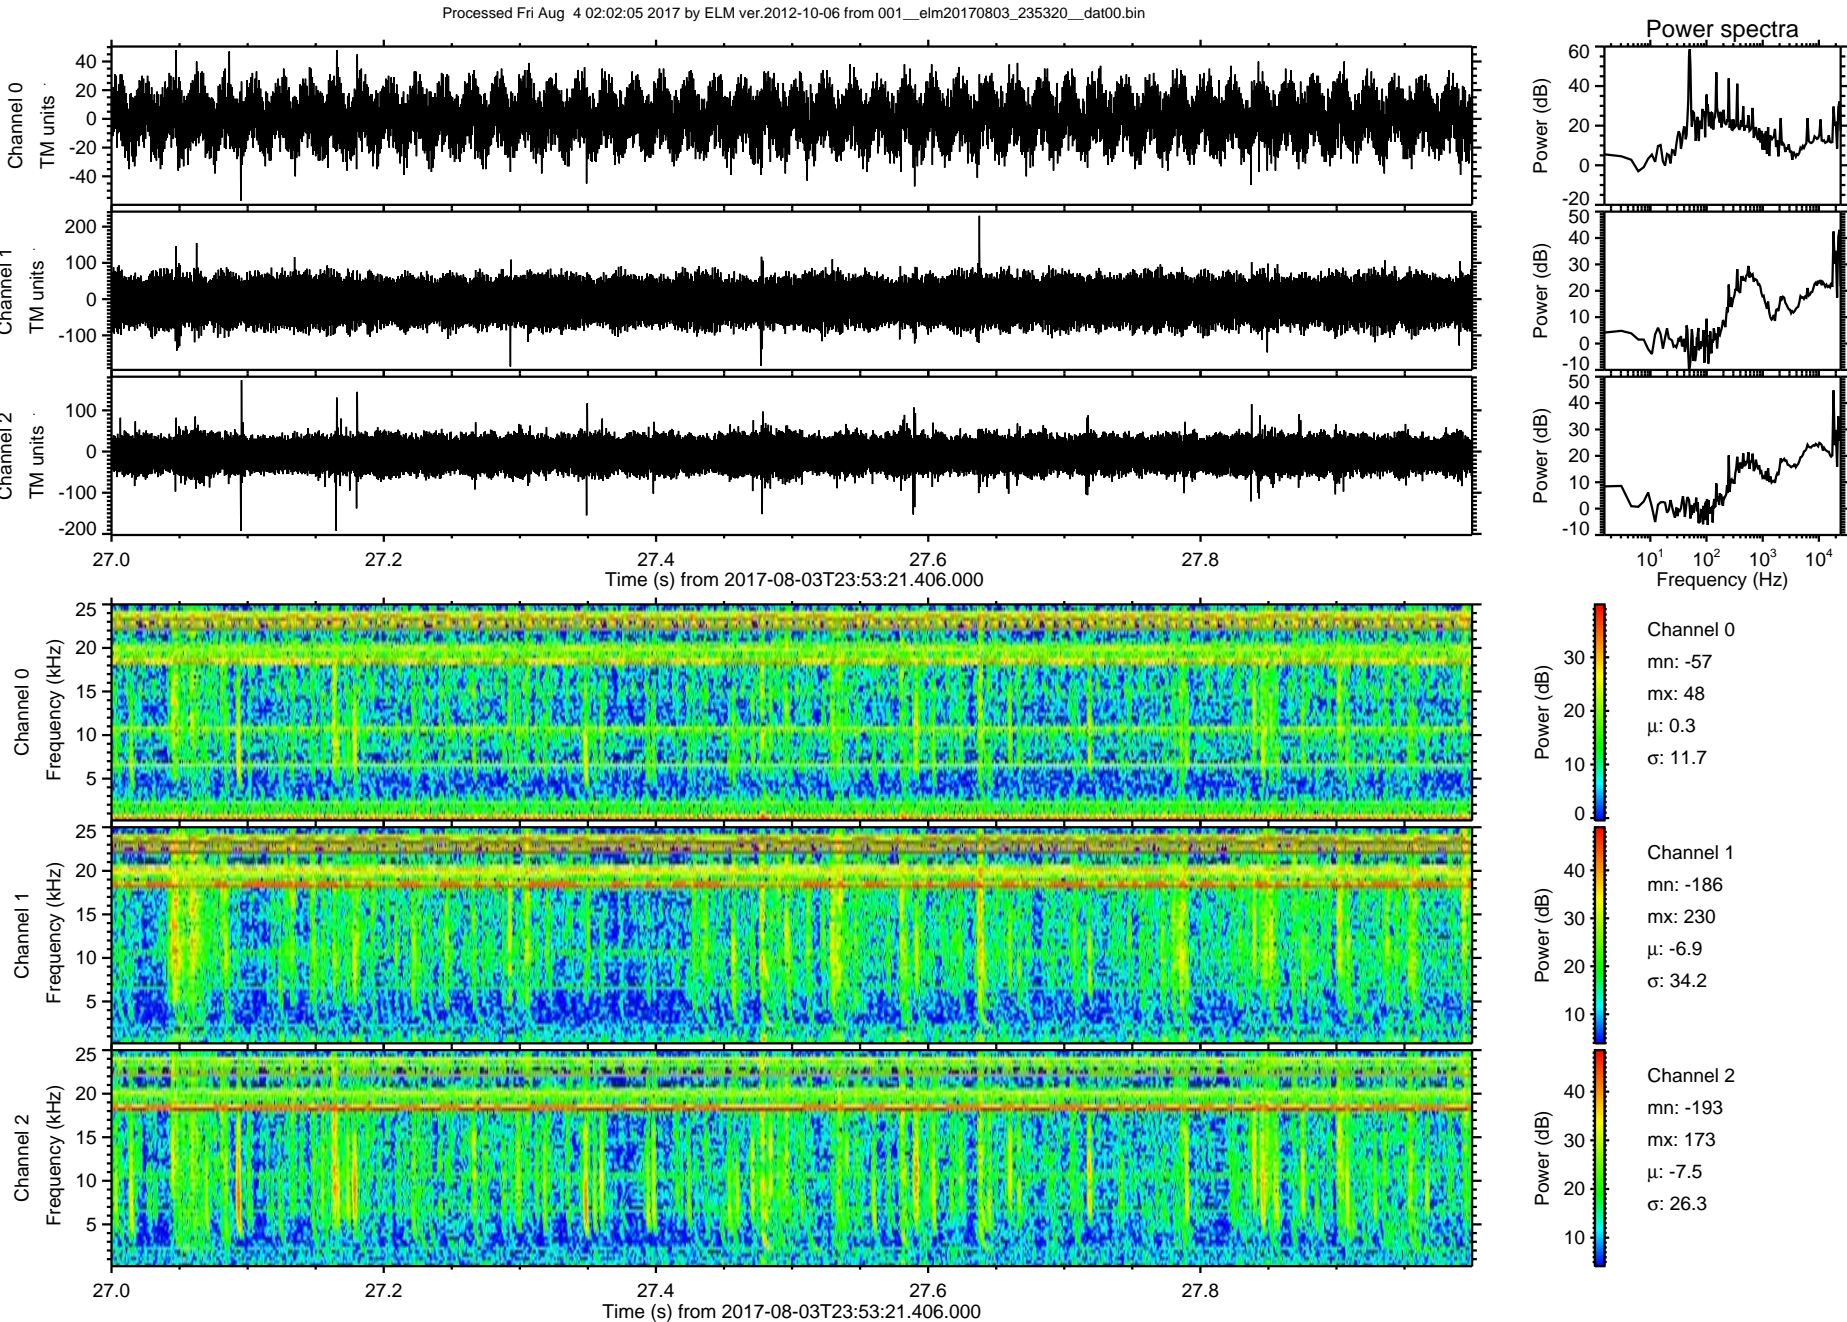 Processed Fri Aug  4 02:02:05 2017 by ELM ver.2012-10-06 from 001__elm20170803_235320__dat00.bin
Power spectra
Channel 0
TM units
40
20
0
-20
-40
Power (dB)
60
40
20
0
-20
Channel 1
TM units
200
100
0
-100
Power (dB)
50
40
30
20
10
0
-10
Channel 2
TM units
100
0
-100
-200
Power (dB)
50
40
30
20
10
0
-10
27.0 27.2 27.4 27.6 27.8
Time (s) from 2017-08-03T23:53:21.406.000
10¹ 10² 10³ 10⁴
Frequency (Hz)
Channel 0
Frequency (kHz)
25
20
15
10
5
Power (dB)
30
20
10
0
Channel 0
mn: -57
mx: 48
μ: 0.3
σ: 11.7
Channel 1
Frequency (kHz)
25
20
15
10
5
Power (dB)
40
30
20
10
Channel 1
mn: -186
mx: 230
μ: -6.9
σ: 34.2
Channel 2
Frequency (kHz)
25
20
15
10
5
Power (dB)
40
30
20
10
Channel 2
mn: -193
mx: 173
μ: -7.5
σ: 26.3
27.0 27.2 27.4 27.6 27.8
Time (s) from 2017-08-03T23:53:21.406.000